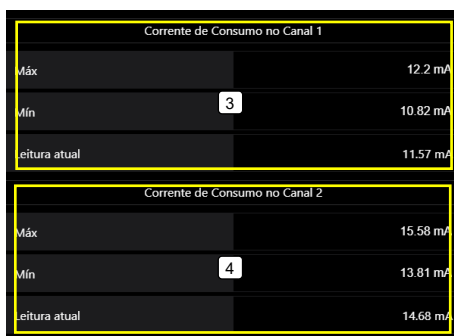 Corrente de Consumo no Canal 1
Máx 12.2 mA
3
Mín 10.82 mA
Leitura atual 11.57 mA
Corrente de Consumo no Canal 2
Máx 15.58 mA
4
Mín 13.81 mA
Leitura atual 14.68 mA